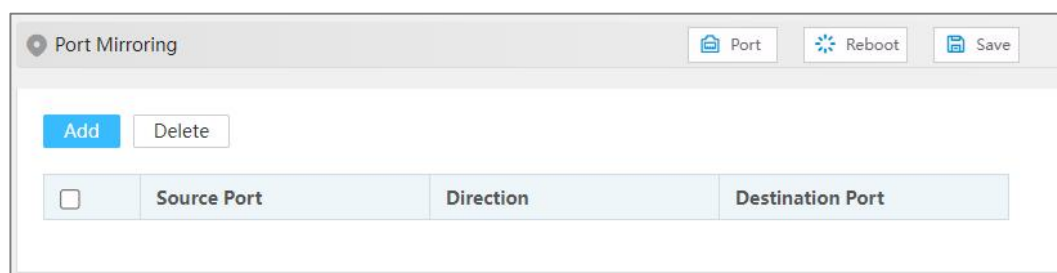 Port Mirroring Port Reboot Save
Add Delete
Source Port Direction Destination Port